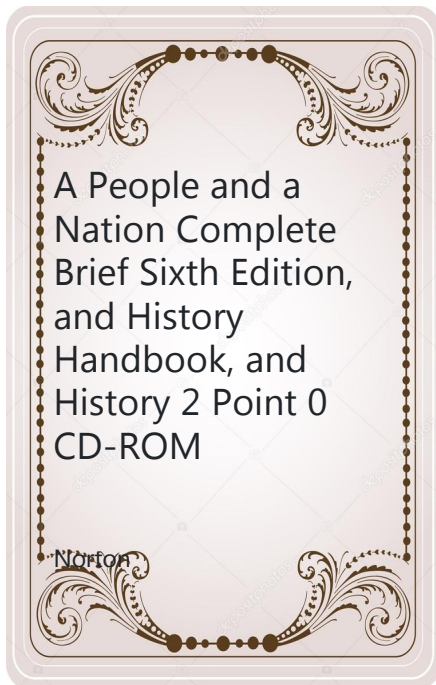 A People and a
Nation Complete
Brief Sixth Edition,
and History
Handbook, and
History 2 Point 0
CD-ROM
Norton